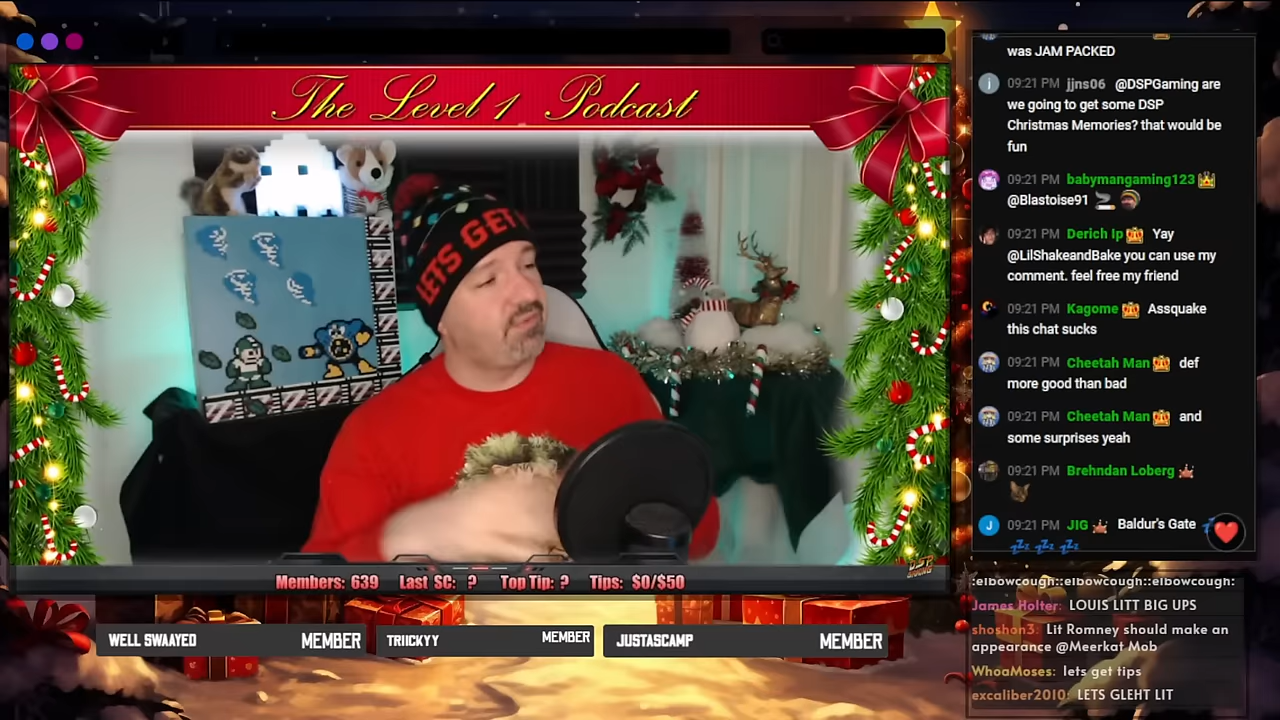 The Level 1 Podcast
LETS GET
Members: 639 Last SC: ? Top Tip: ? Tips: $0/$50
DSP
GAMING
WELL SWAAYED MEMBER
TRIICKYY MEMBER
JUSTASCAMP MEMBER
was JAM PACKED
j 09:21 PM jjns06 @DSPGaming are
we going to get some DSP
Christmas Memories? that would be
fun
09:21 PM babymangaming123
@Blastoise91
09:21 PM Derich Ip Yay
@LilShakeandBake you can use my
comment. feel free my friend
09:21 PM Kagome Assquake
this chat sucks
09:21 PM Cheetah Man def
more good than bad
09:21 PM Cheetah Man and
some surprises yeah
09:21 PM Brehndan Loberg
J 09:21 PM JIG Baldur's Gate
:elbowcough::elbowcough::elbowcough:
James Holter: LOUIS LITT BIG UPS
shoshon3: Lit Romney should make an
appearance @Meerkat Mob
WhoaMoses: lets get tips
excaliber2010: LETS GLEHT LIT